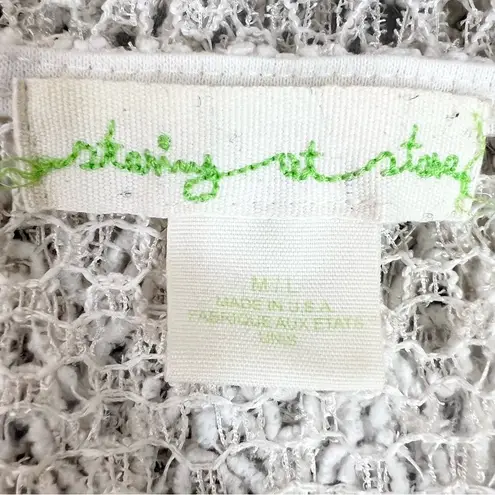 staring at stars
M / L
MADE IN U.S.A
FABRIQUE AUX ETATS
UNIS